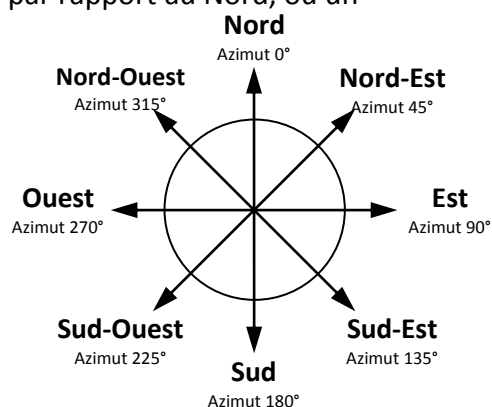 par rapport au Nord, ou un
Nord
Azimut 0°
Nord-Ouest
Azimut 315°
Nord-Est
Azimut 45°
Ouest
Azimut 270°
Est
Azimut 90°
Sud-Ouest
Azimut 225°
Sud-Est
Azimut 135°
Sud
Azimut 180°